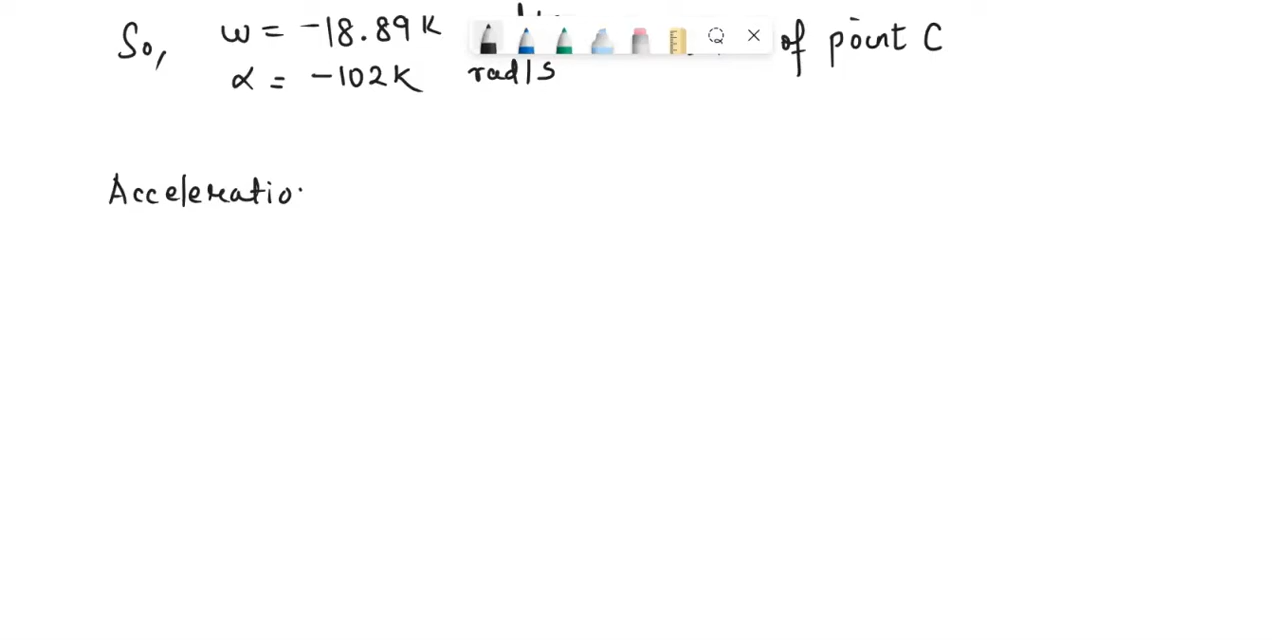 So, ω = -18.89 K of point C
α = -102 K rad/s
Acceleratio